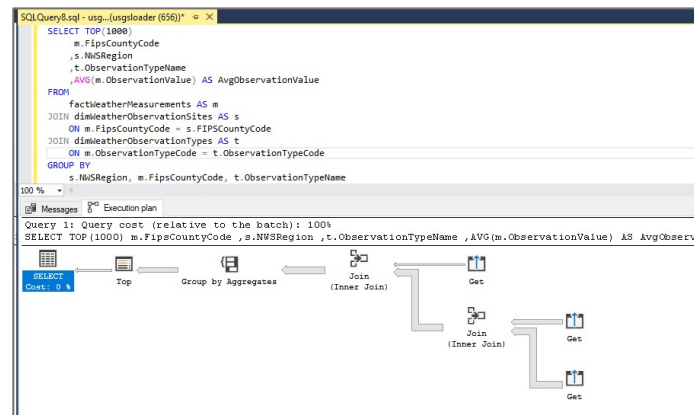 SQLQuery8.sql - usg...(usgsloader (656))*
SELECT TOP(1000)
m.FipsCountyCode
,s.NWSRegion
,t.ObservationTypeName
,AVG(m.ObservationValue) AS AvgObservationValue
FROM
factWeatherMeasurements AS m
JOIN dimWeatherObservationSites AS s
ON m.FipsCountyCode = s.FIPSCountyCode
JOIN dimWeatherObservationTypes AS t
ON m.ObservationTypeCode = t.ObservationTypeCode
GROUP BY
s.NWSRegion, m.FipsCountyCode, t.ObservationTypeName
100 %
Messages Execution plan
Query 1: Query cost (relative to the batch): 100%
SELECT TOP(1000) m.FipsCountyCode ,s.NWSRegion ,t.ObservationTypeName ,AVG(m.ObservationValue) AS AvgObserv
SELECT
Cost: 0 %
Top
Group by Aggregates
Join
(Inner Join)
Get
Join
(Inner Join)
Get
Get